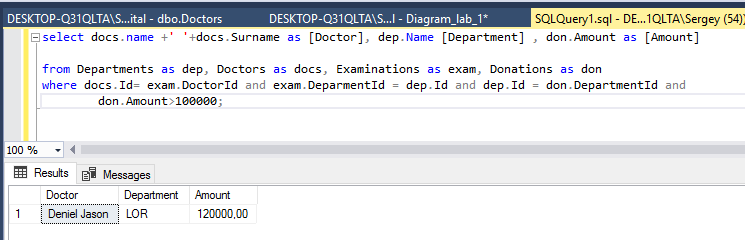 DESKTOP-Q31QLTA\S...ital - dbo.Doctors DESKTOP-Q31QLTA\S...l - Diagram_lab_1* SQLQuery1.sql - DE...1QLTA\Sergey (54))
select docs.name +' '+docs.Surname as [Doctor], dep.Name [Department] , don.Amount as [Amount]
from Departments as dep, Doctors as docs, Examinations as exam, Donations as don
where docs.Id= exam.DoctorId and exam.DeparmentId = dep.Id and dep.Id = don.DepartmentId and
don.Amount>100000;
100 %
Results Messages
Doctor Department Amount
1 Deniel Jason LOR 120000,00